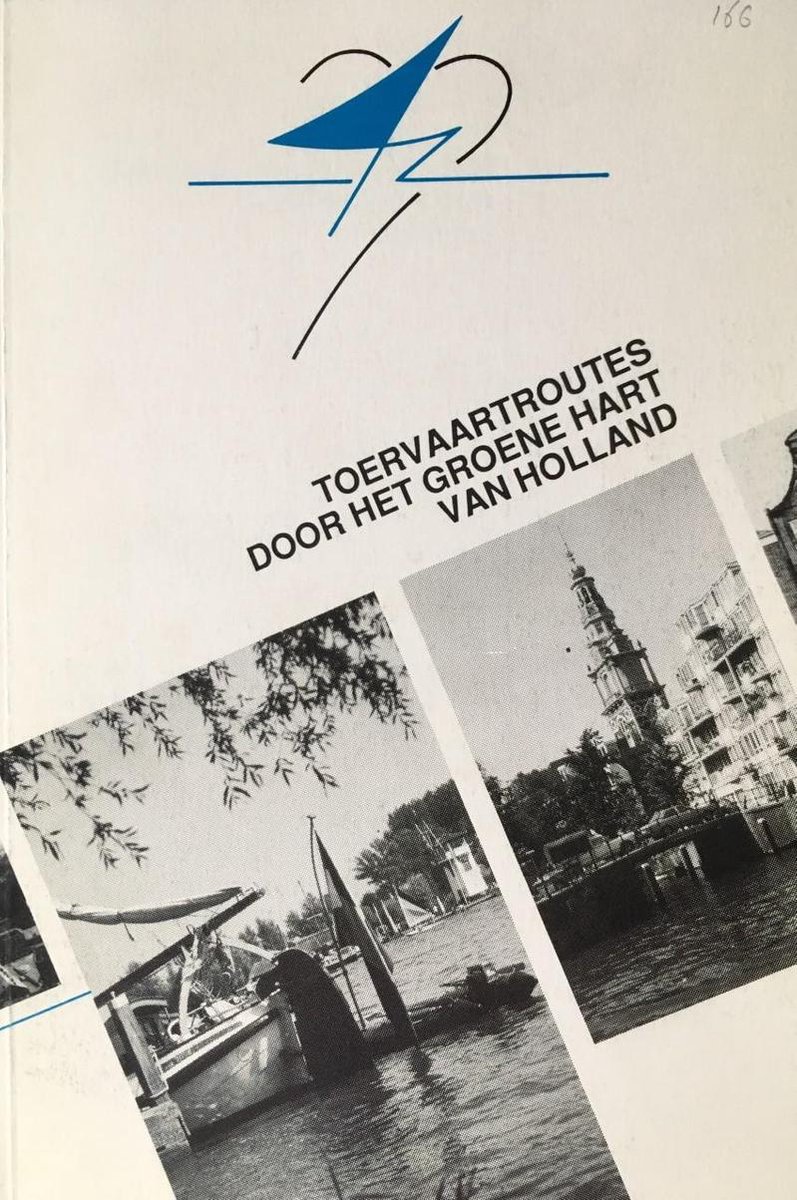 166
TOERVAARTROUTES
DOOR HET GROENE HART
VAN HOLLAND